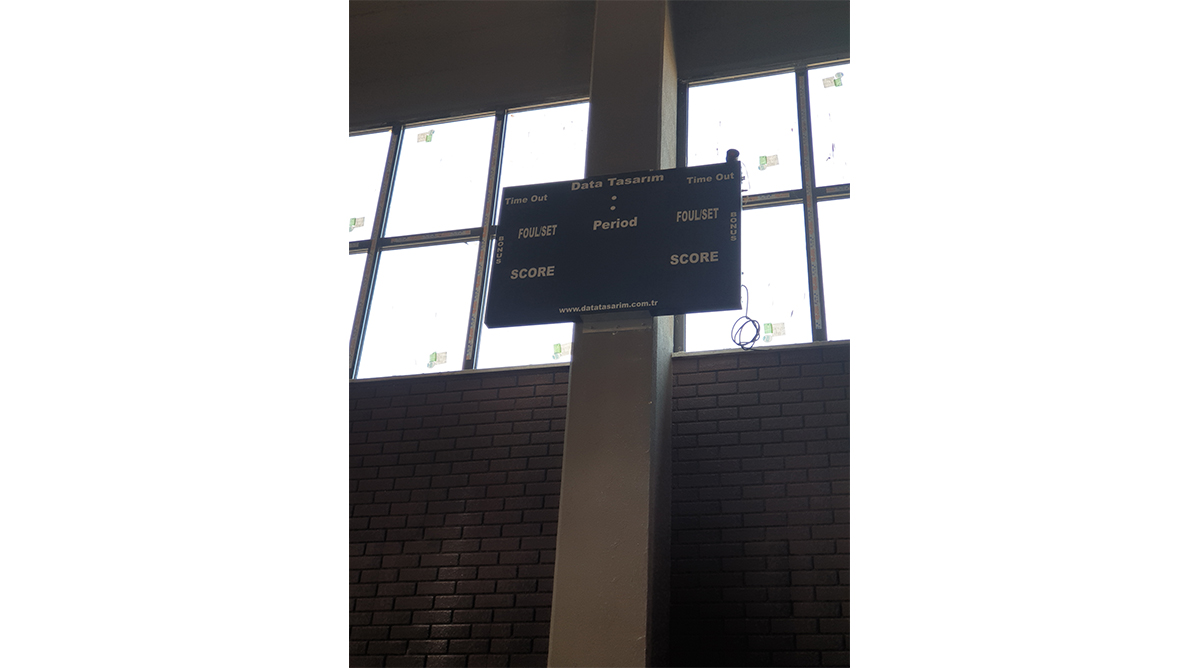 Data Tasarım
Time Out
Time Out
:
FOUL/SET
Period
FOUL/SET
BONUS
BONUS
SCORE
SCORE
www.datatasarim.com.tr